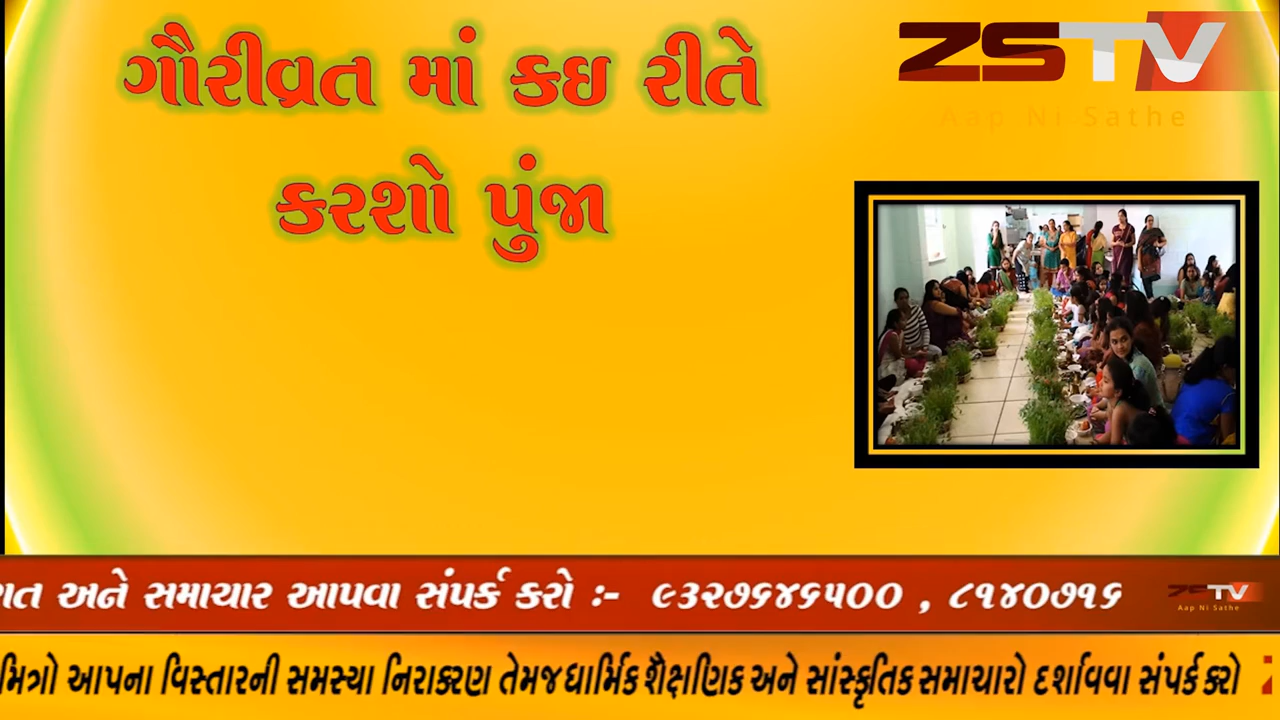 ગૌરીવ્રત માં કઇ રીતે
કરશો પુંજા
ZSTV
Aap Ni Sathe
અને સમાચાર આપવા સંપર્ક કરો :- ૯૩૨૭૬૪૬૫૦૦ , ૮૧૪૦૭૧૬
ZSTV
Aap Ni Sathe
મિત્રો આપના વિસ્તારની સમસ્યા નિરાકરણ તેમજ ધાર્મિક શૈક્ષણિક અને સાંસ્કૃતિક સમાચારો દર્શાવવા સંપર્ક કરો